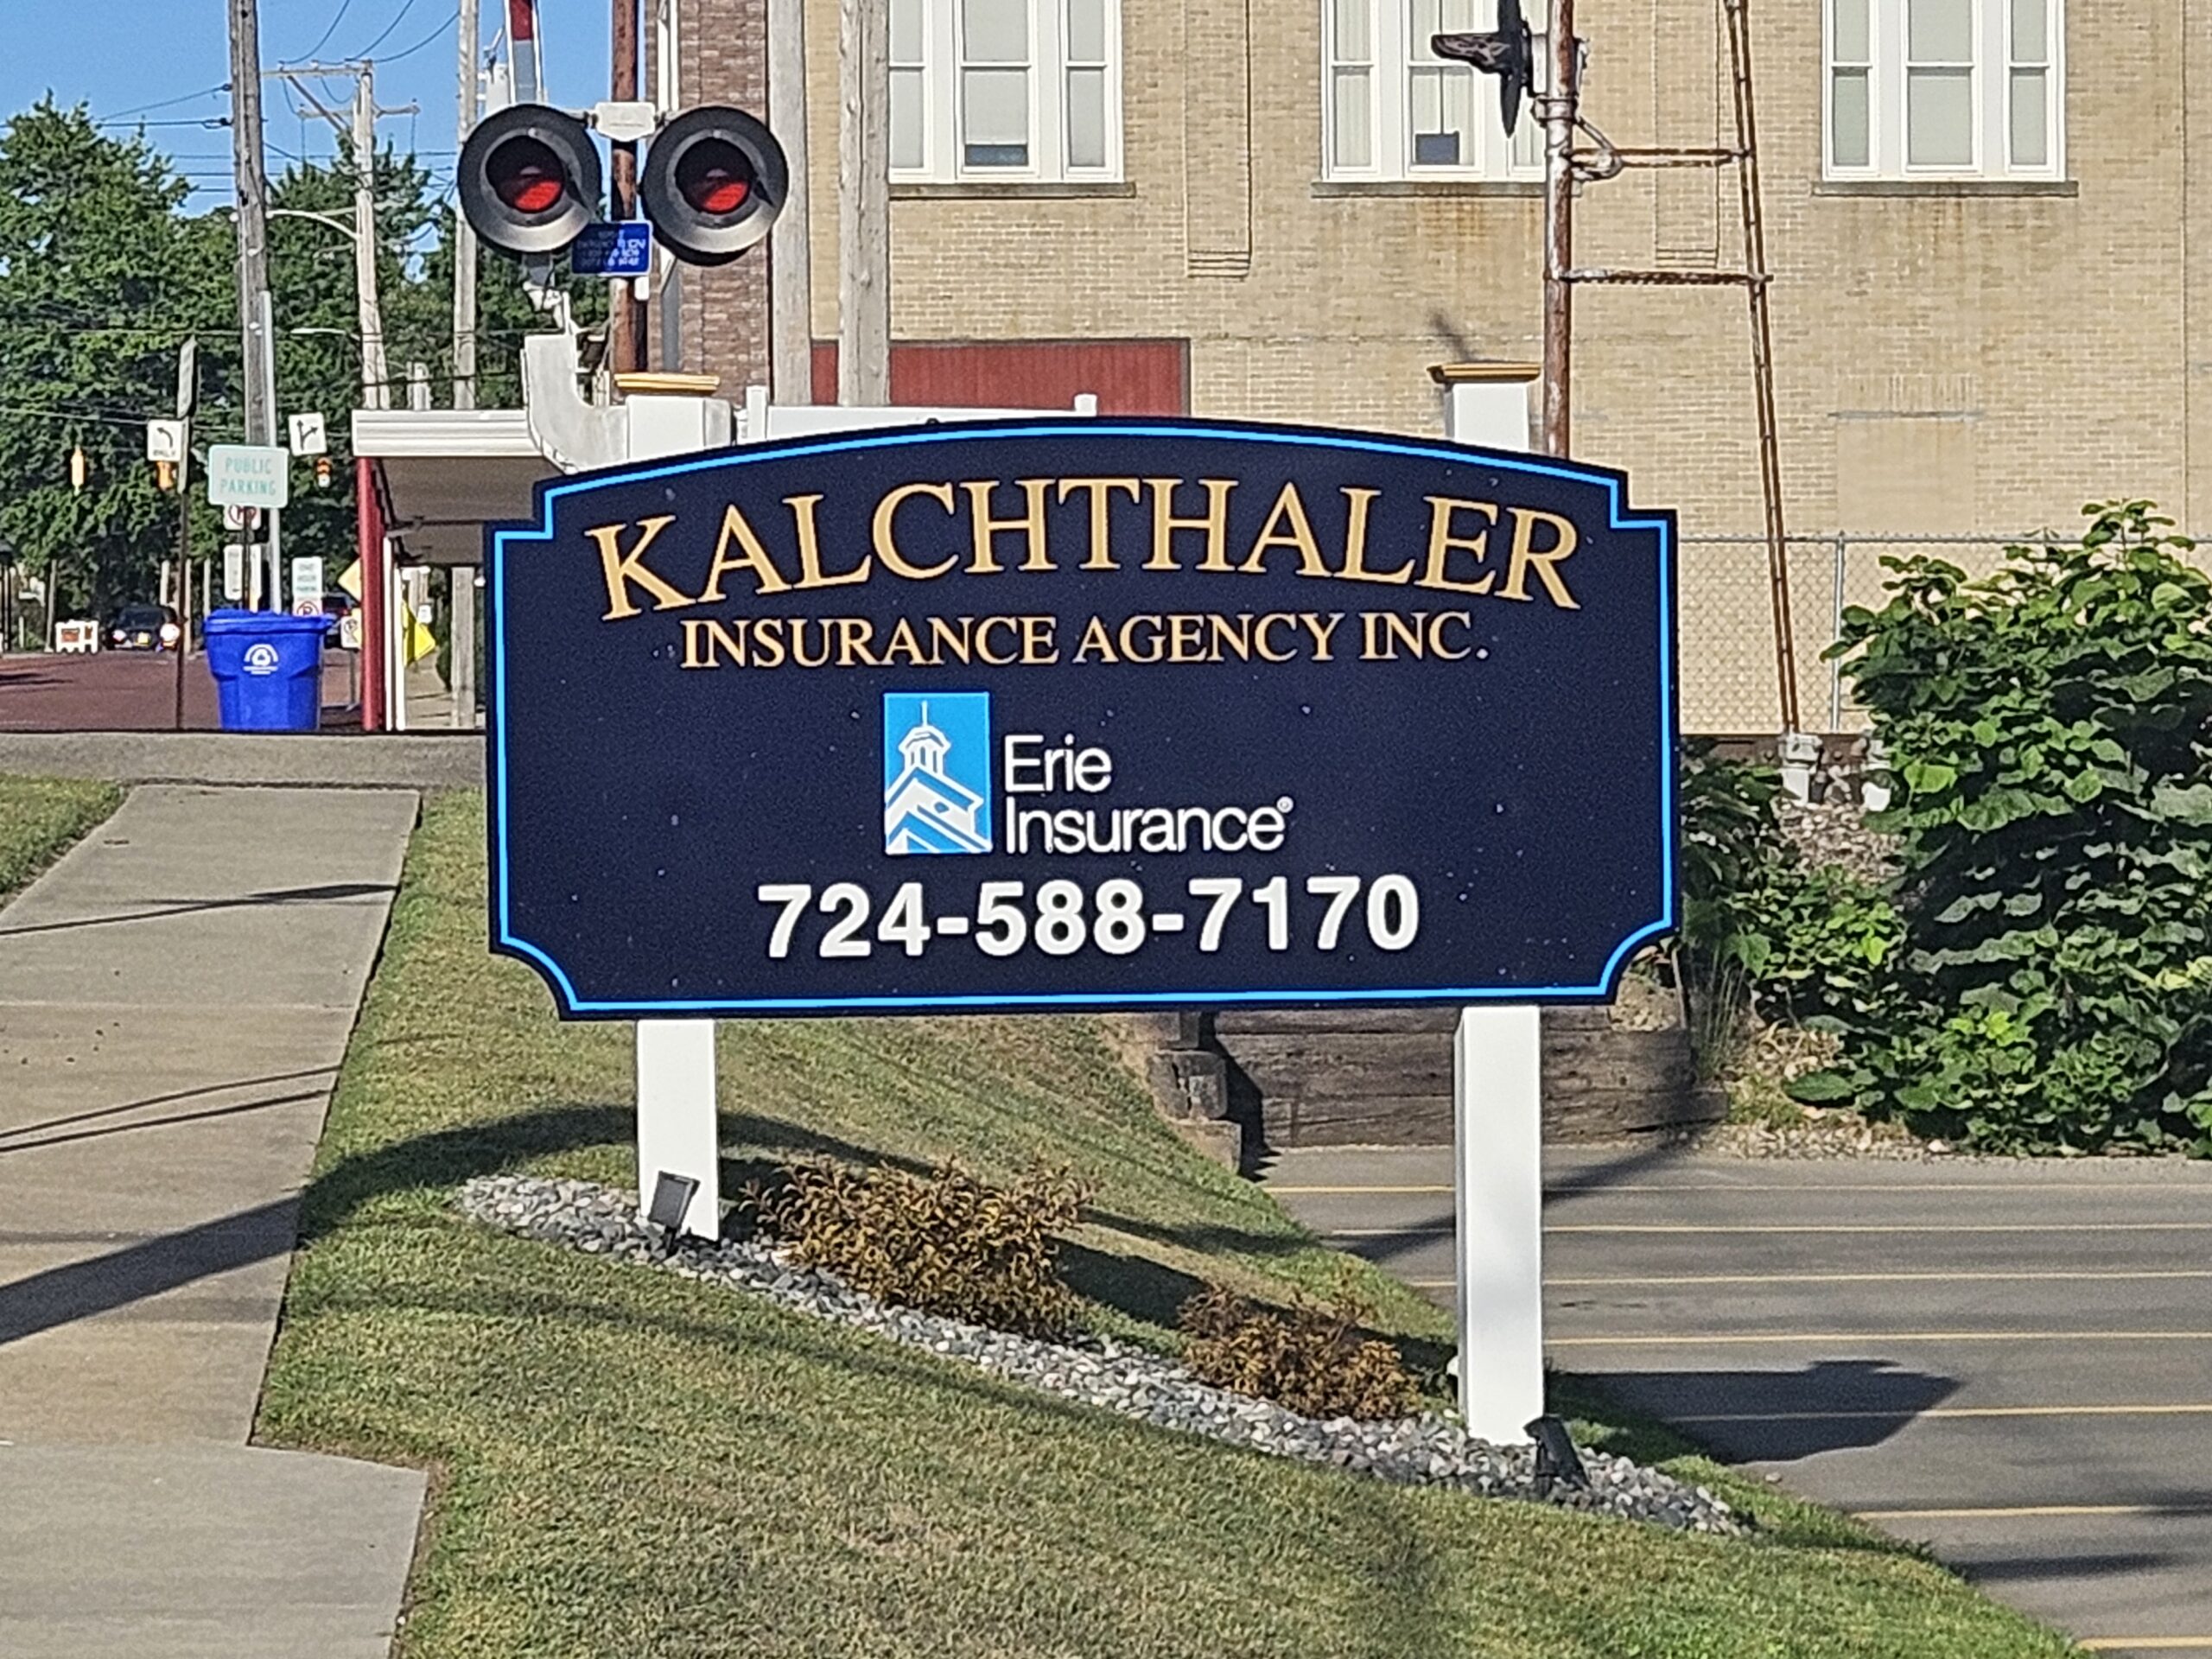 PUBLIC
PARKING
KALCHTHALER
INSURANCE AGENCY INC.
Erie
Insurance®
724-588-7170